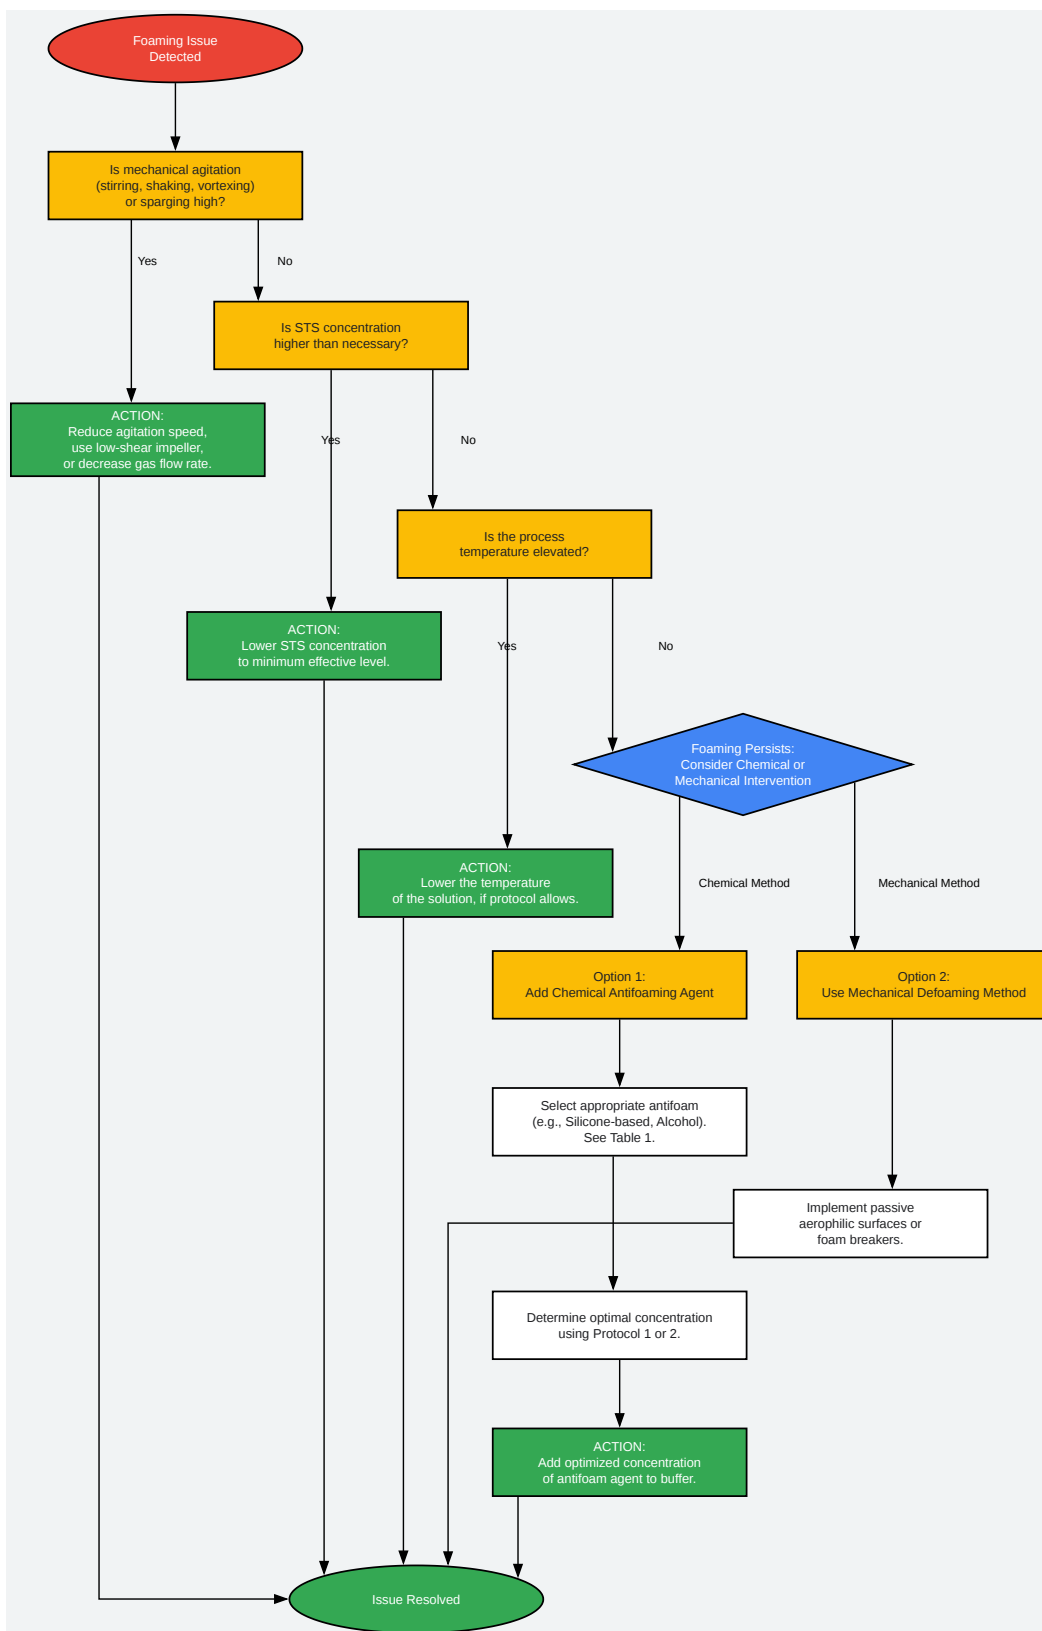 Foaming Issue
Detected
Is mechanical agitation
(stirring, shaking, vortexing)
or sparging high?
Yes
No
Is STS concentration
higher than necessary?
ACTION:
Reduce agitation speed,
use low-shear impeller,
or decrease gas flow rate.
Yes
No
Is the process
temperature elevated?
ACTION:
Lower STS concentration
to minimum effective level.
Yes
No
Foaming Persists:
Consider Chemical or
Mechanical Intervention
ACTION:
Lower the temperature
of the solution, if protocol allows.
Chemical Method
Mechanical Method
Option 1:
Add Chemical Antifoaming Agent
Option 2:
Use Mechanical Defoaming Method
Select appropriate antifoam
(e.g., Silicone-based, Alcohol).
See Table 1.
Implement passive
aerophilic surfaces or
foam breakers.
Determine optimal concentration
using Protocol 1 or 2.
ACTION:
Add optimized concentration
of antifoam agent to buffer.
Issue Resolved